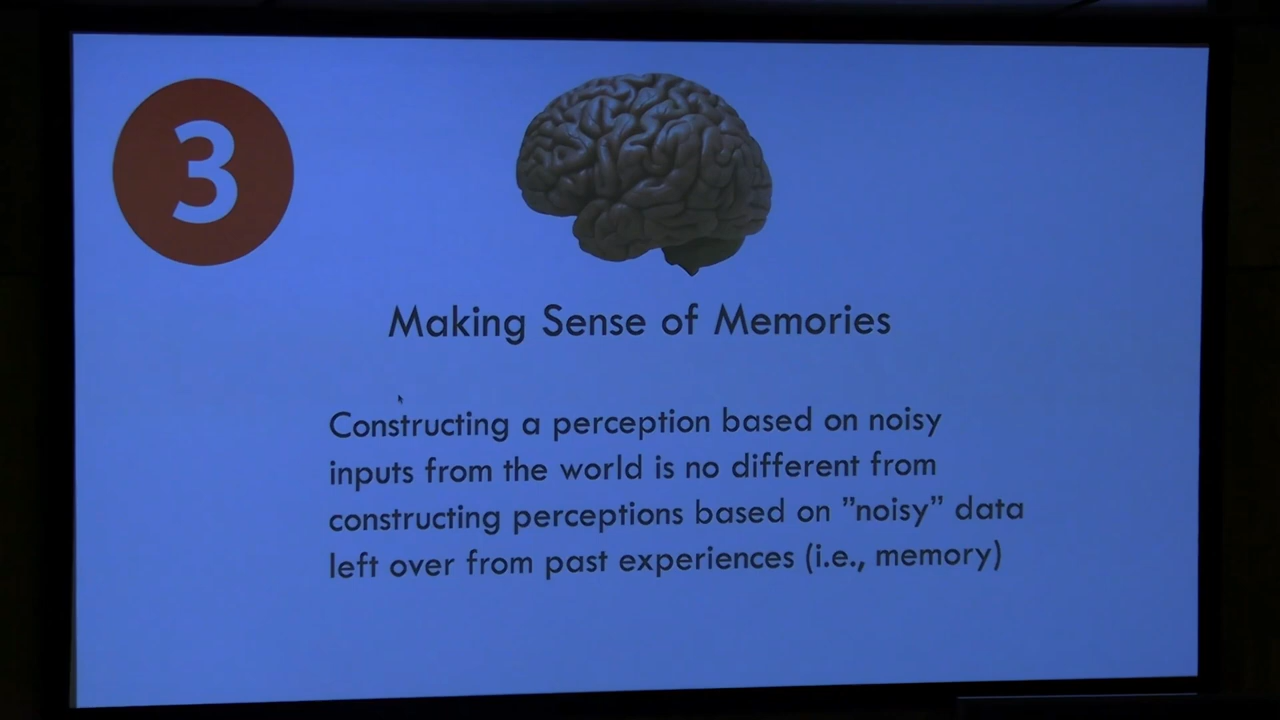 3
Making Sense of Memories
Constructing a perception based on noisy
inputs from the world is no different from
constructing perceptions based on ”noisy” data
left over from past experiences (i.e., memory)